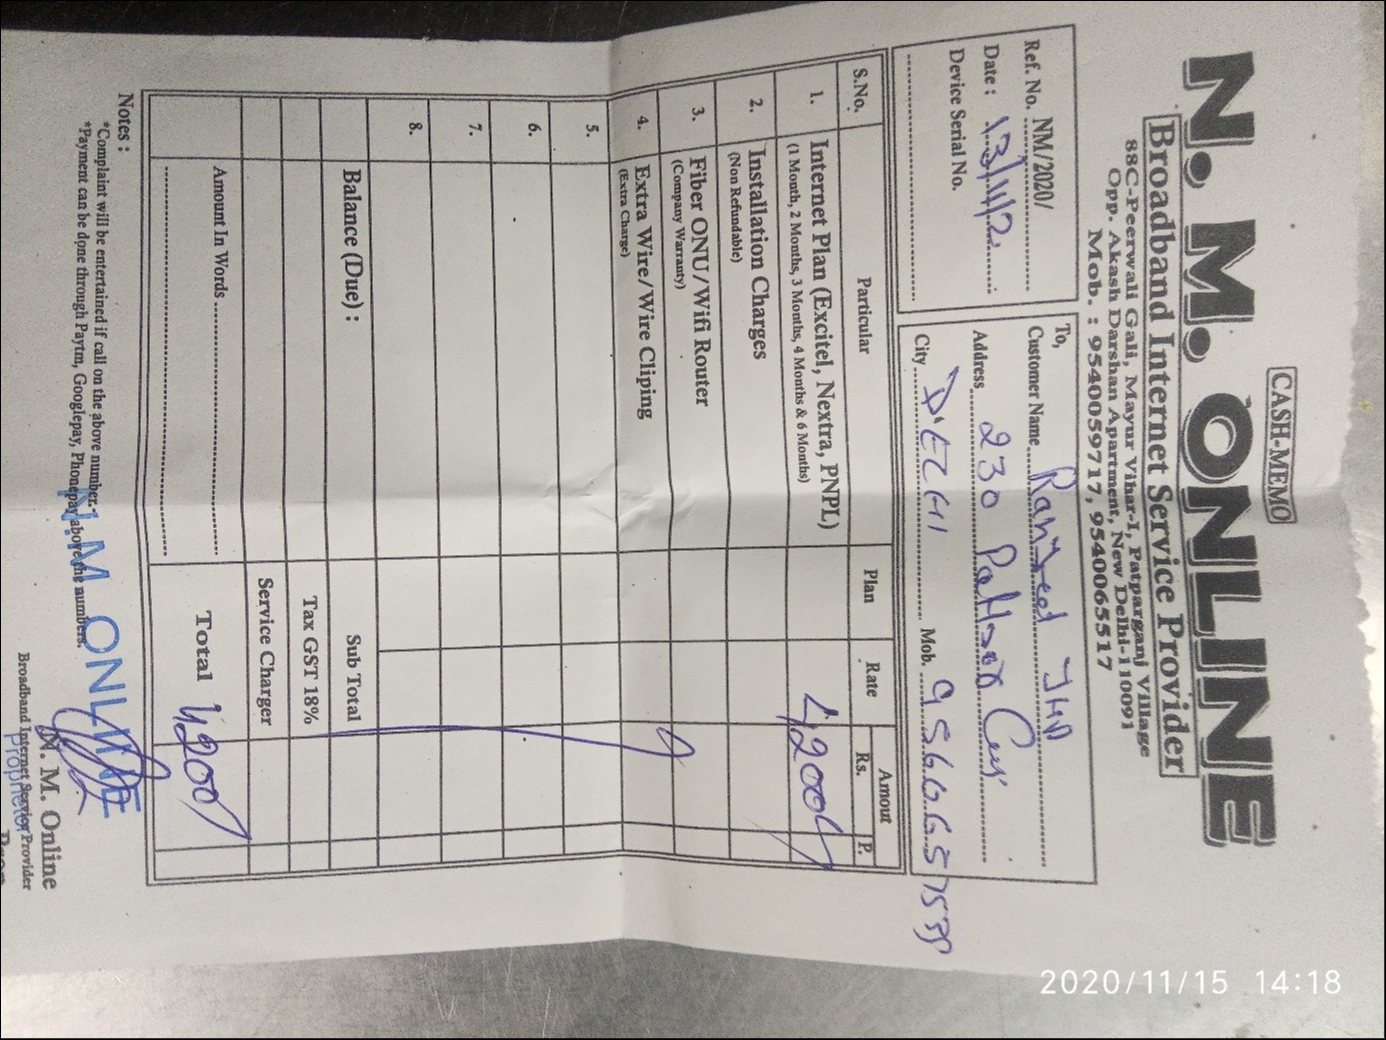 CASH-MEMO
N. M. ONLINE
Broadband Internet Service Provider
88C-Peerwali Gali, Mayur Vihar-I, Patparganj Village
Opp. Akash Darshan Apartment, New Delhi-110091
Mob. : 9540059717, 9540065517
Ref. No. NM/2020/
Date : 13/11/2
Device Serial No.
To,
Customer Name Ranjeet JHA
Address 230
City DELHI Mob.
S.No. Particular Plan Rate Amout
Rs. P.
1. Internet Plan (Excitel, Nextra, PNPL) 4200
(1 Month, 2 Months, 3 Months, 4 Months & 6 Months)
2. Installation Charges
(Non Refundable)
3. Fiber ONU/Wifi Router
(Company Warranty)
4. Extra Wire/Wire Cliping
(Extra Charge)
5.
6.
7.
8.
Balance (Due) : Sub Total
Tax GST 18%
Service Charger
Amount In Words Total 4200
Notes :
*Complaint will be entertained if call on the above number.
*Payment can be done through Paytm, Googlepay, Phonepay above the numbers.
N.M ONLINE
N. M. Online
Broadband Internet Service Provider
Proprietor
2020/11/15 14:18